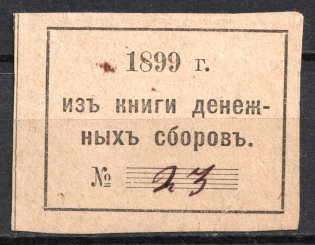 1899 г.
изъ книги денеж-
ныхъ сборовъ.
№ 23